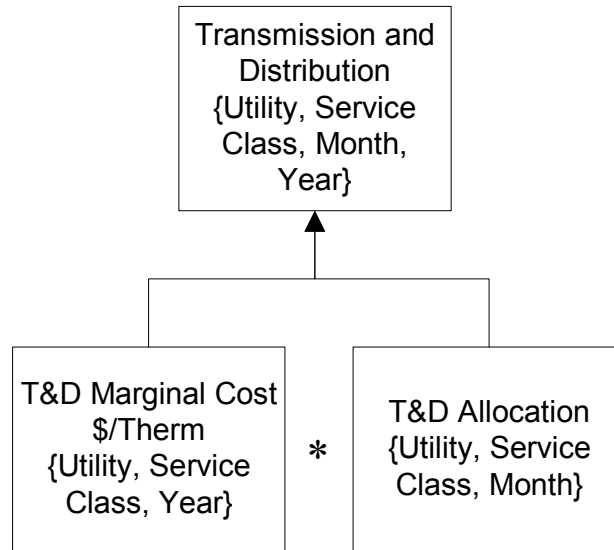 Transmission and
Distribution
{Utility, Service
Class, Month,
Year}
T&D Marginal Cost
$/Therm
{Utility, Service
Class, Year}
*
T&D Allocation
{Utility, Service
Class, Month}